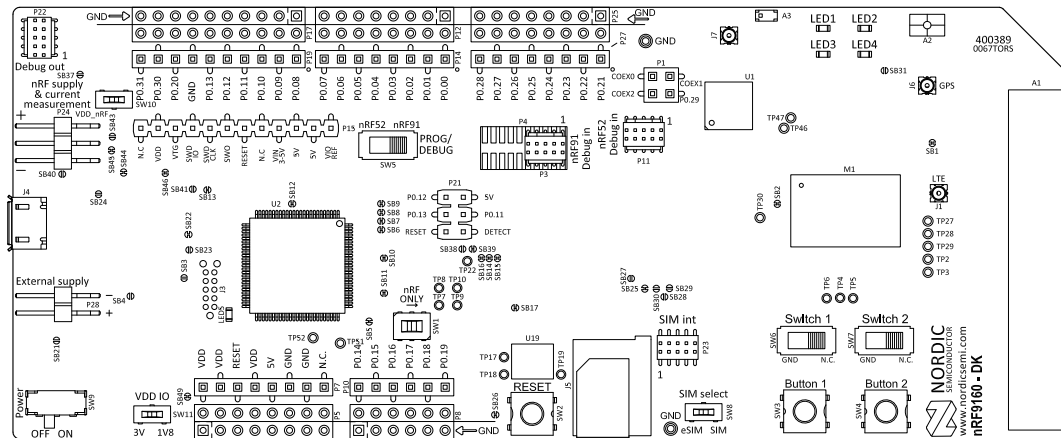 P22
1
Debug out
SB37
nRF supply
& current
measurement
P24
VDD_nRF
SW10
SB43
SB45
SB44
SB40
SB24
+
−
GND
P17
P19
P0.31
P0.30
P0.20
GND
P0.13
P0.12
P0.11
P0.10
P0.09
P0.08
P12
P14
P0.07
P0.06
P0.05
P0.04
P0.03
P0.02
P0.01
P0.00
P25
GND
P27
P0.28
P0.27
P0.26
P0.25
P0.24
P0.23
P0.22
P0.21
GND
J7
A3
LED1
LED2
LED3
LED4
A2
400389
0067TORS
SB31
J6
GPS
A1
P1
COEX0
COEX1
COEX2
P0.29
U1
TP47
TP46
SB1
P15
N.C
VDD
VTG
SWD
IO
SWD
CLK
SWO
RESET
N.C
VIN
3-5V
5V
5V
VIO
REF
nRF52
nRF91
PROG/
DEBUG
SW5
P4
1
P3
nRF91
Debug in
nRF52
Debug in
1
P11
J4
SB46
SB41
SB13
SB12
U2
SB22
SB23
SB3
J3
LED5
P21
P0.12
5V
P0.13
P0.11
RESET
DETECT
SB9
SB8
SB7
SB6
SB10
SB11
SB38
SB39
TP22
SB16
SB14
SB15
TP8
TP10
TP7
TP9
M1
TP30
SB2
LTE
J1
TP27
TP28
TP29
TP2
TP3
TP6
TP4
TP5
External supply
−
+
P28
SB4
SB21
nRF
ONLY
SW1
SB5
TP52
TP51
SB17
SB27
SB25
SB30
SB29
SB28
SIM int
P23
1
Switch 1
SW6
GND
N.C.
Switch 2
SW7
GND
N.C.
Power
SW9
OFF
ON
VDD IO
SW11
3V
1V8
SB49
VDD
VDD
RESET
VDD
5V
GND
GND
N.C.
P7
P5
P0.14
P0.15
P0.16
P0.17
P0.18
P0.19
P10
P8
GND
SB26
U19
TP17
TP18
TP19
RESET
SW2
J5
SIM select
SW8
GND
eSIM
SIM
Button 1
SW3
Button 2
SW4
NORDIC
SEMICONDUCTOR
www.nordicsemi.com
nRF9160 - DK